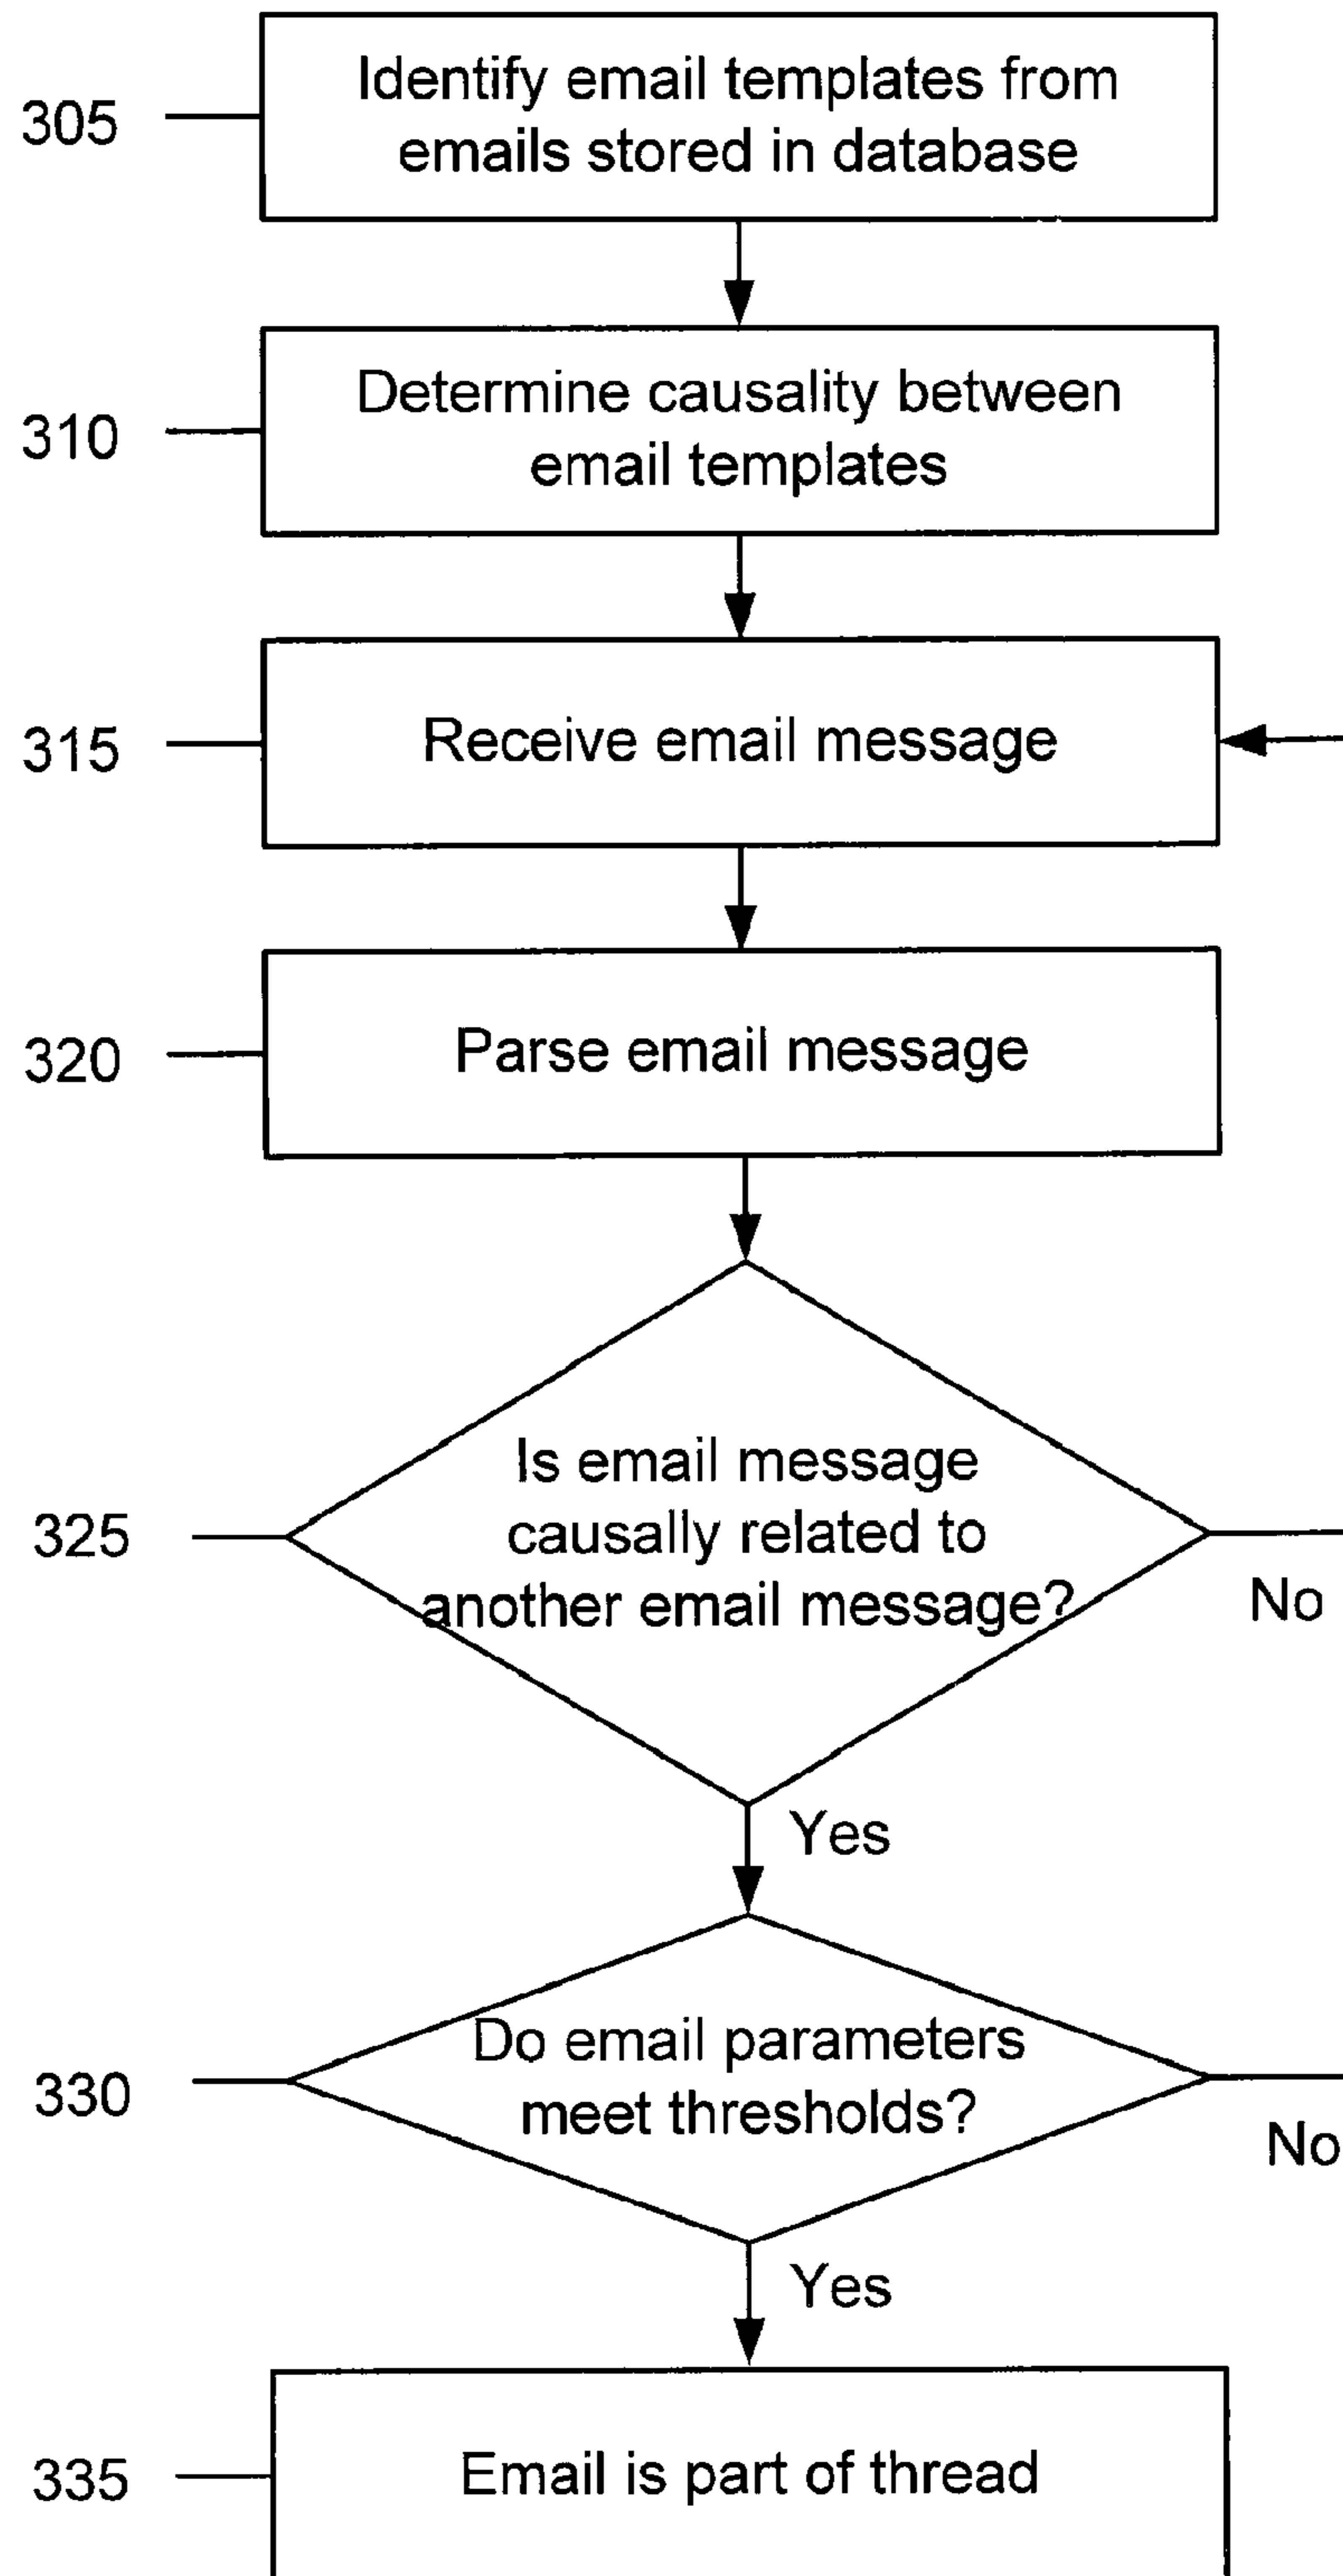 305
Identify email templates from
emails stored in database
310
Determine causality between
email templates
315
Receive email message
320
Parse email message
325
Is email message
causally related to
another email message?
No
Yes
330
Do email parameters
meet thresholds?
No
Yes
335
Email is part of thread